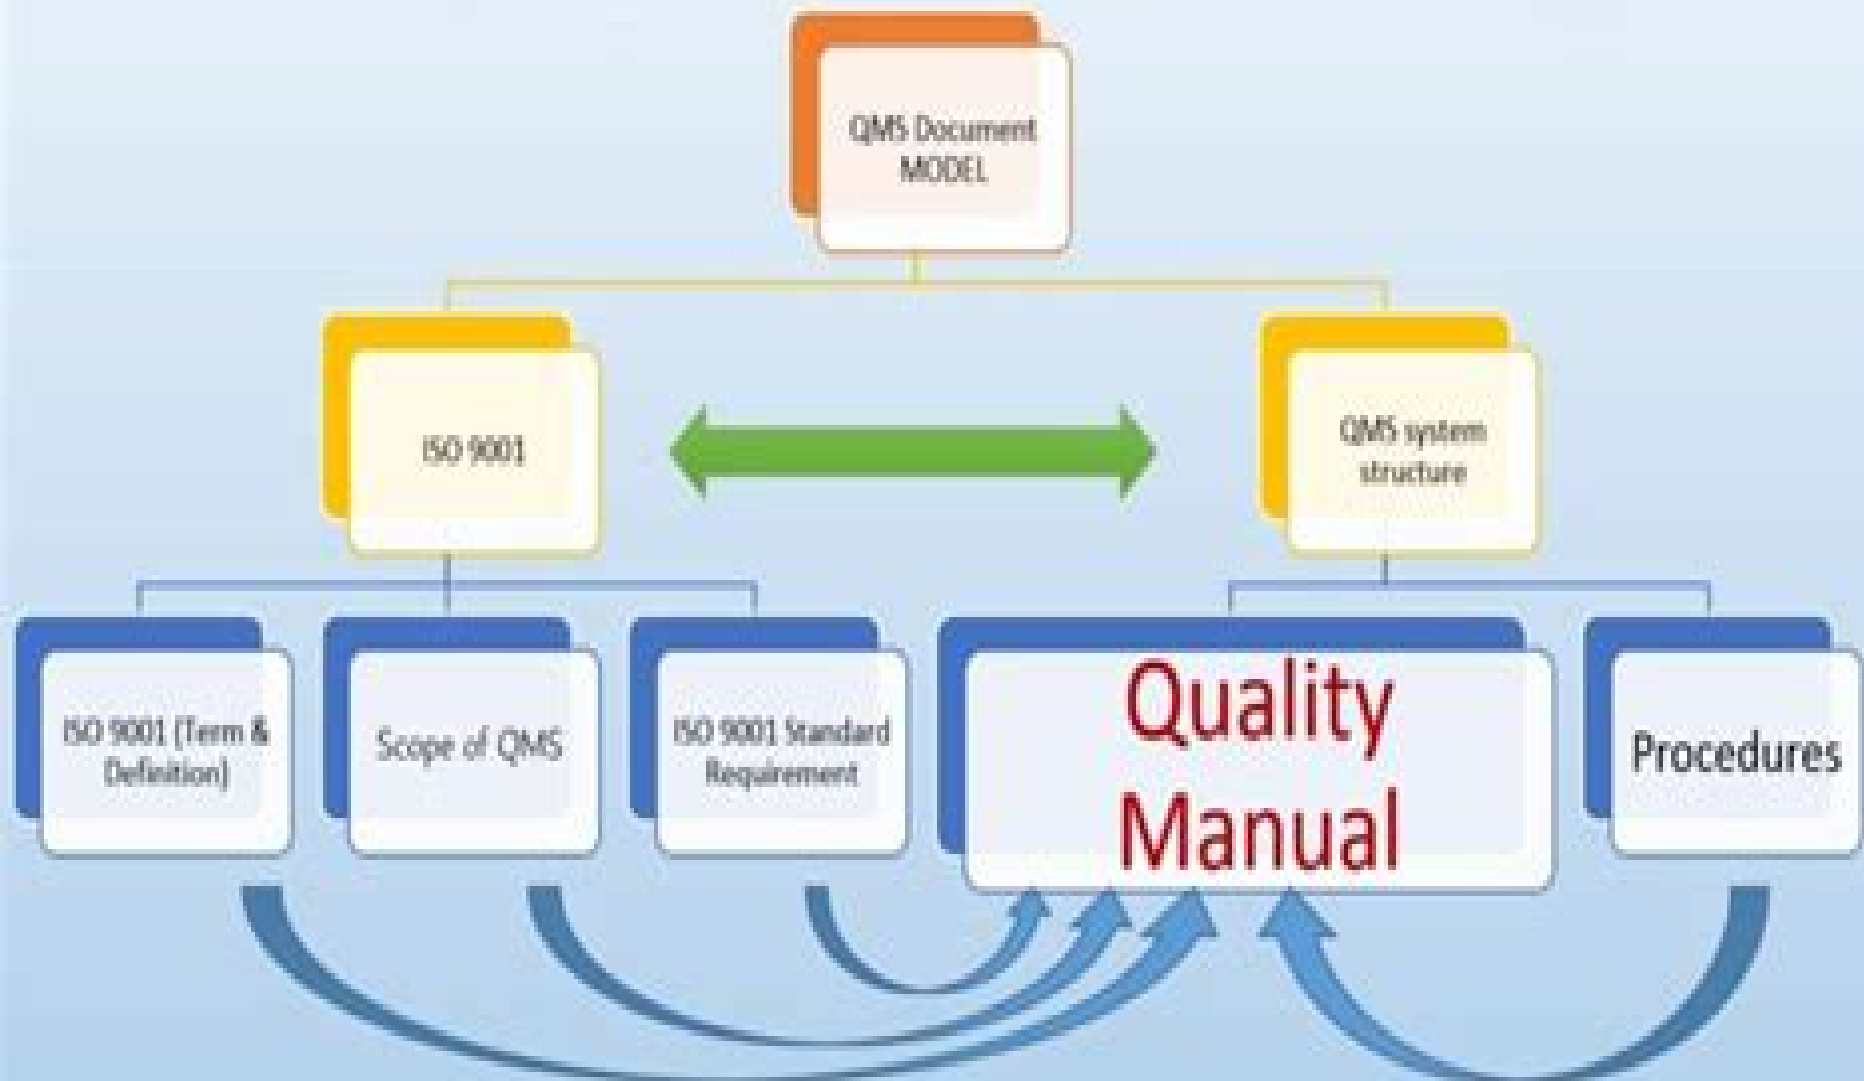 QMS Document
MODEL
ISO 9001
QMS system
structure
ISO 9001 (Term &
Definition)
Scope of QMS
ISO 9001 Standard
Requirement
Quality
Manual
Procedures